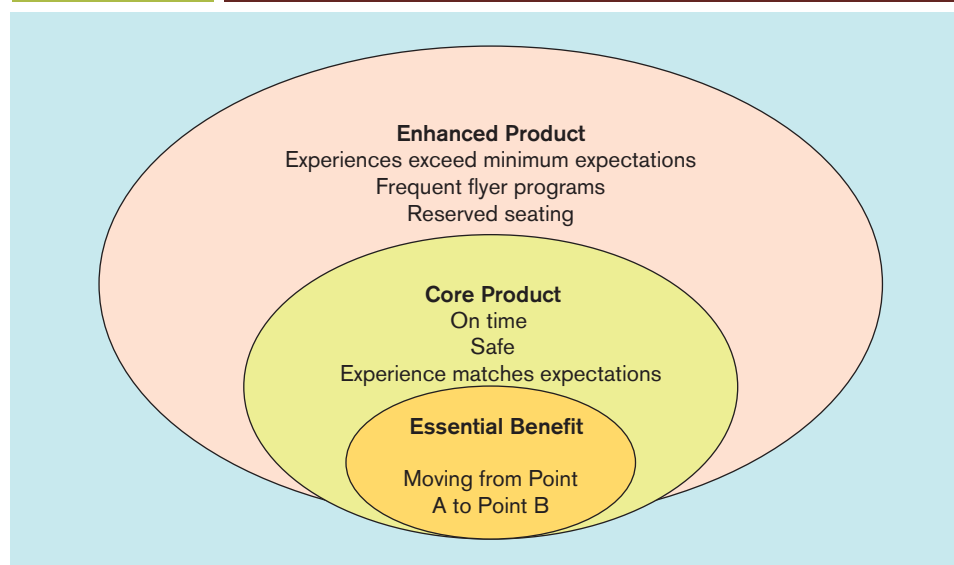 Enhanced Product
Experiences exceed minimum expectations
Frequent flyer programs
Reserved seating
Core Product
On time
Safe
Experience matches expectations
Essential Benefit
Moving from Point
A to Point B